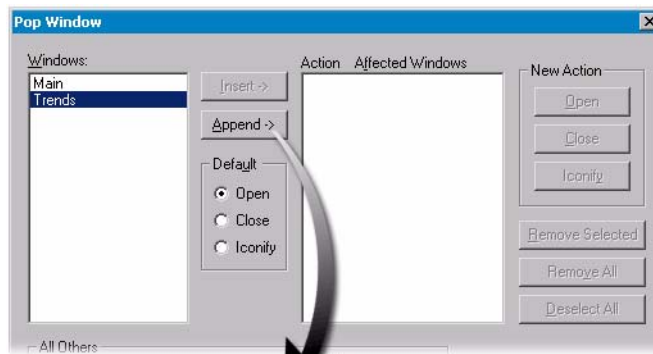 Pop Window
Windows:
Main
Trends
Insert ->
Append ->
Default
Open
Close
Iconify
Action Affected Windows
New Action
Open
Close
Iconify
Remove Selected
Remove All
Deselect All
All Others